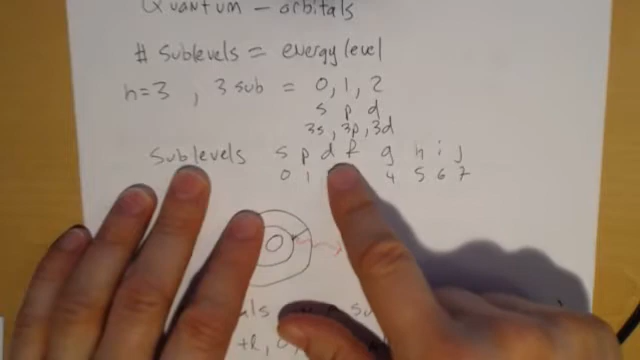 Quantum - orbitals
# sublevels = energy level
n=3 , 3 sub = 0, 1, 2
s p d
3s, 3p, 3d
Sublevels s p d f g h i j
0 1 4 5 6 7